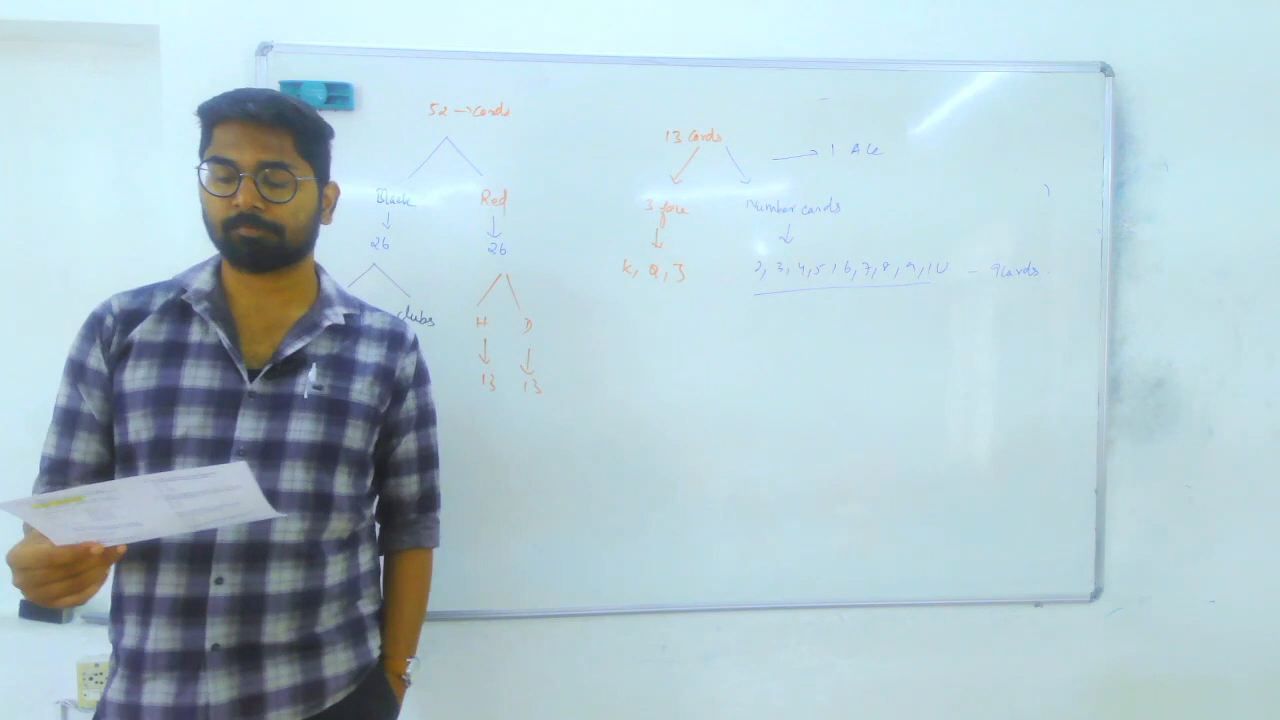 52 → cards
Black Red
26 26
clubs H D
13 13
13 cards
→ 1 Ace
3 face Number cards
K, Q, J 2, 3, 4, 5, 6, 7, 8, 9, 10 - 9 cards.